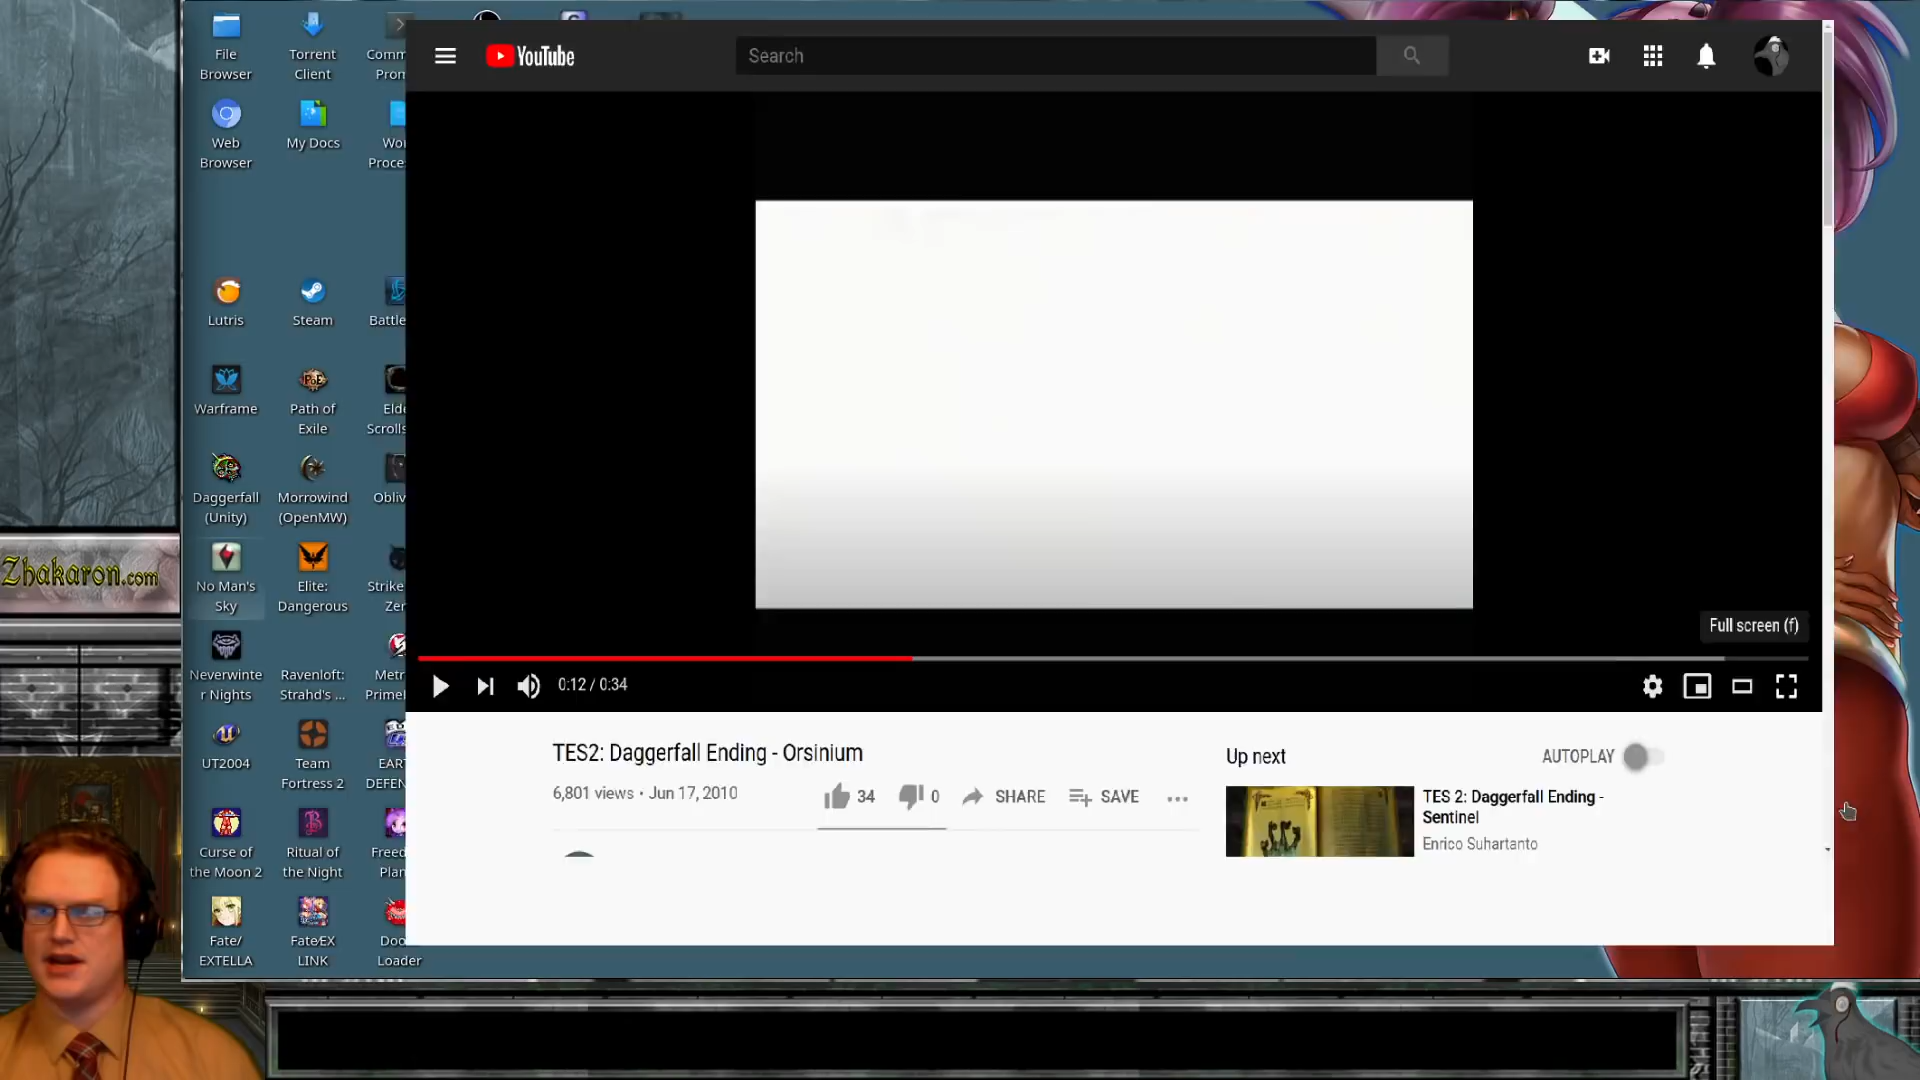 File
Browser
Torrent
Client
Web
Browser
My Docs
Lutris
Steam
Warframe
Path of
Exile
Daggerfall
(Unity)
Morrowind
(OpenMW)
No Man's
Sky
Elite:
Dangerous
Neverwinte
r Nights
Ravenloft:
Strahd's ...
UT2004
Team
Fortress 2
Curse of
the Moon 2
Ritual of
the Night
Fate/
EXTELLA
Fate/EX
LINK
Loader
Zhakaron.com
YouTube
Search
Full screen (f)
0:12 / 0:34
TES2: Daggerfall Ending - Orsinium
6,801 views • Jun 17, 2010
34
0
SHARE
SAVE
Up next
AUTOPLAY
TES 2: Daggerfall Ending -
Sentinel
Enrico Suhartanto